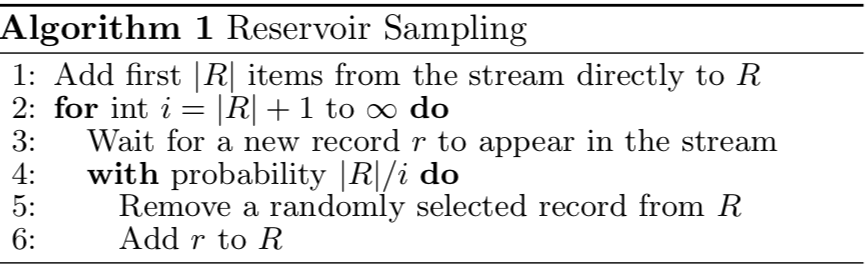 Algorithm 1 Reservoir Sampling
1: Add first |R| items from the stream directly to R
2: for int i = |R| + 1 to ∞ do
3: Wait for a new record r to appear in the stream
4: with probability |R|/i do
5: Remove a randomly selected record from R
6: Add r to R